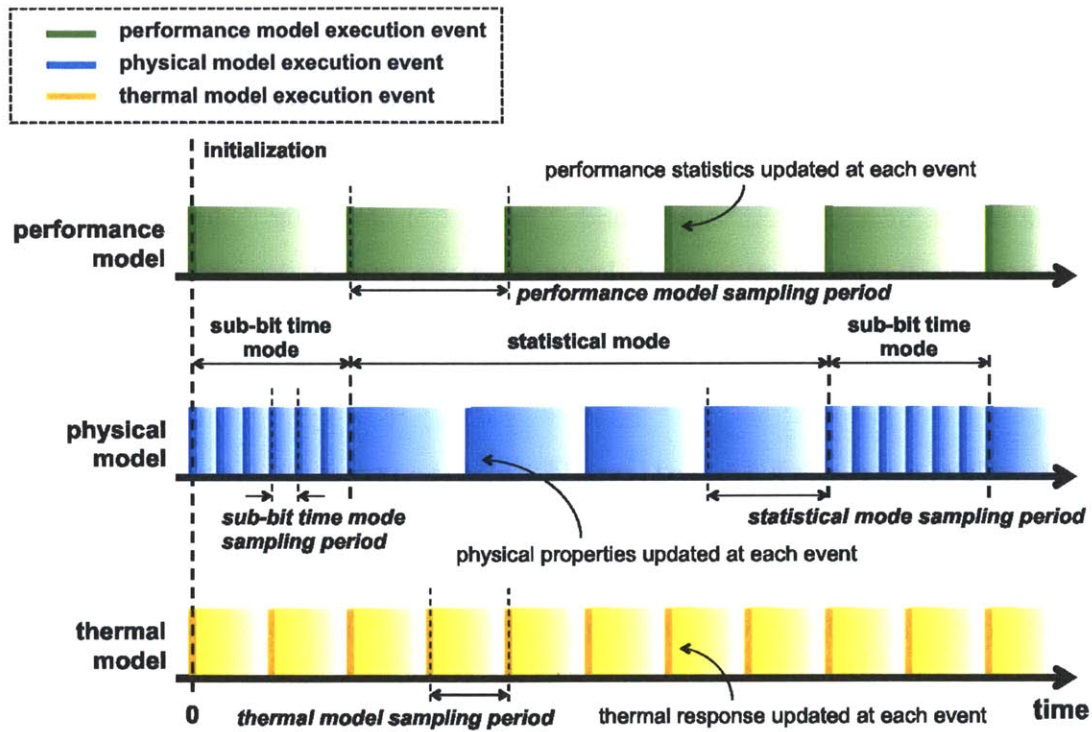 performance model execution event
physical model execution event
thermal model execution event
initialization
performance statistics updated at each event
performance
model
performance model sampling period
sub-bit time
mode
statistical mode
sub-bit time
mode
physical
model
sub-bit time mode
sampling period
statistical mode sampling period
physical properties updated at each event
thermal
model
0
thermal model sampling period
thermal response updated at each event
time